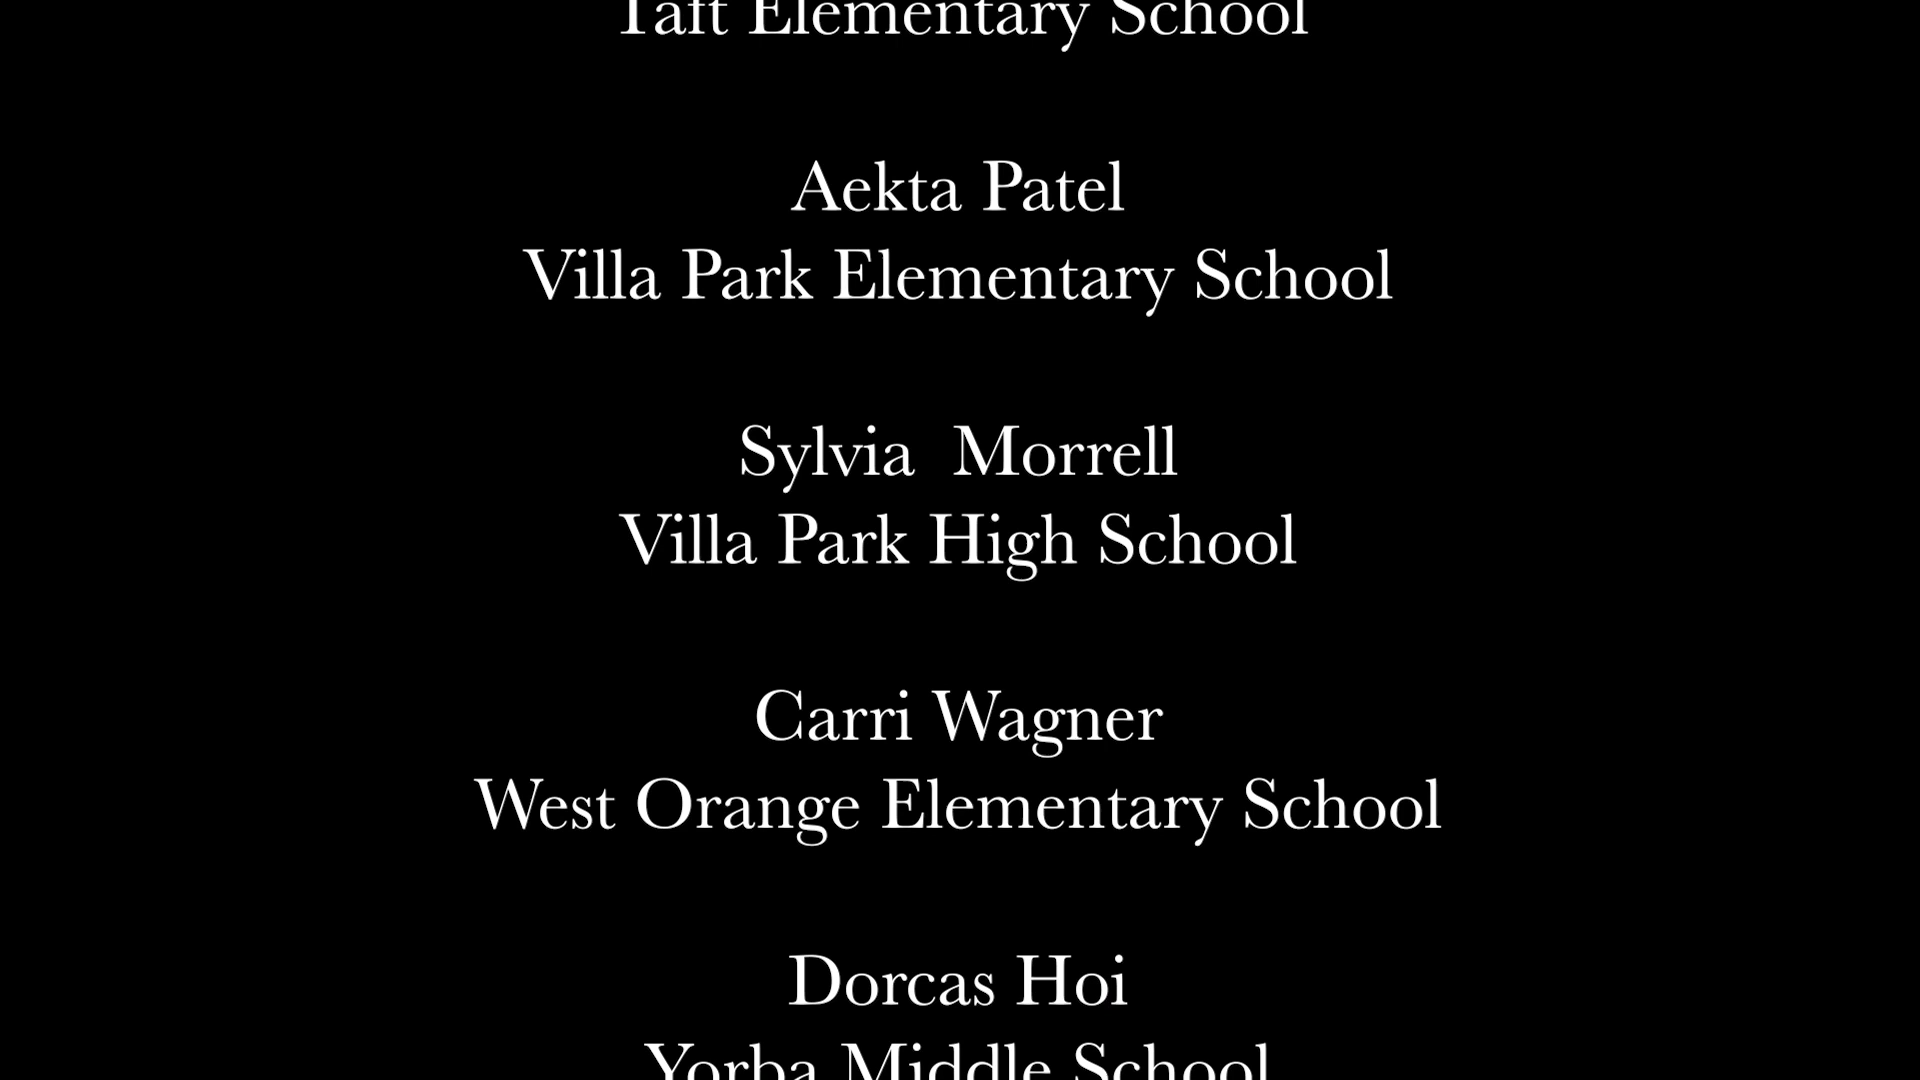 Taft Elementary School
Aekta Patel
Villa Park Elementary School
Sylvia  Morrell
Villa Park High School
Carri Wagner
West Orange Elementary School
Dorcas Hoi
Yorba Middle School